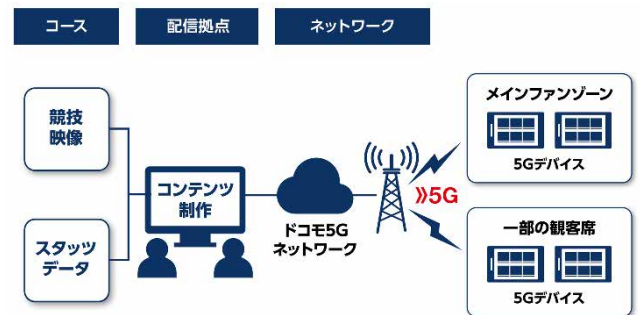 コース
配信拠点
ネットワーク
競技
映像
スタッツ
データ
コンテンツ
制作
ドコモ5G
ネットワーク
5G
メインファンゾーン
5Gデバイス
一部の観客席
5Gデバイス